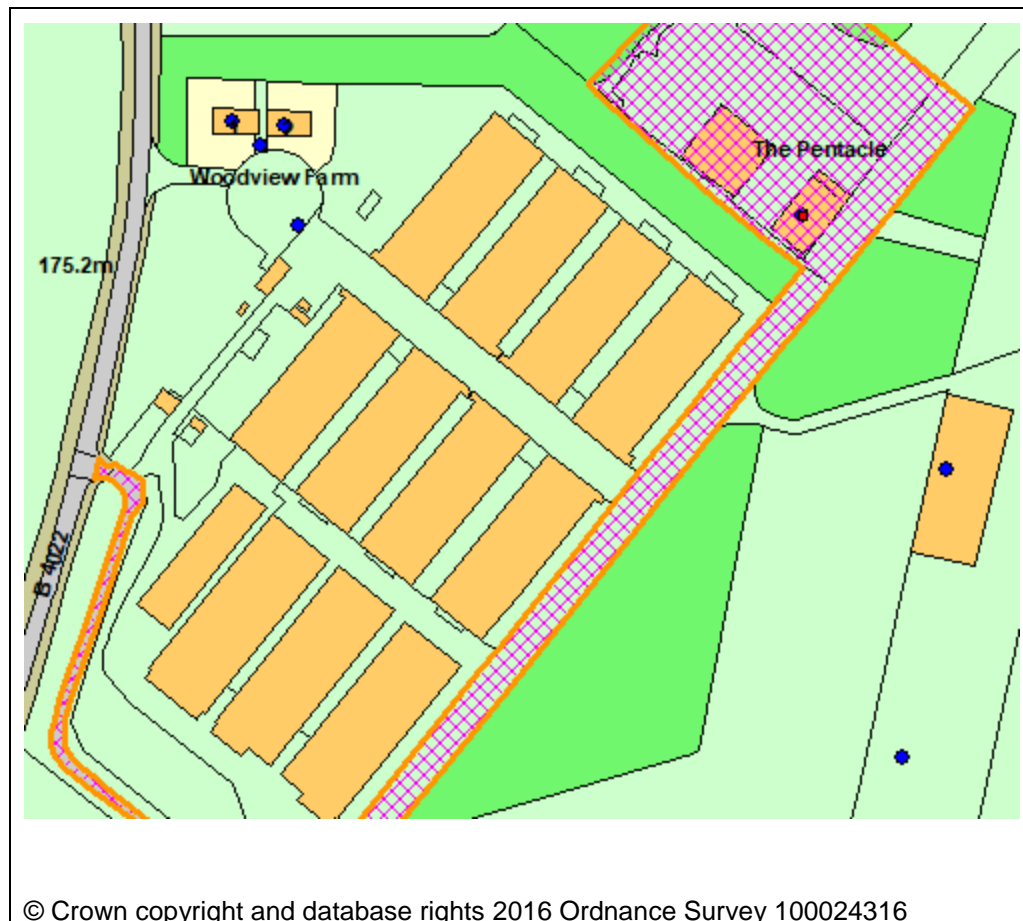 The Pentacle
Woodview Farm
175.2m
B 4022
© Crown copyright and database rights 2016 Ordnance Survey 100024316